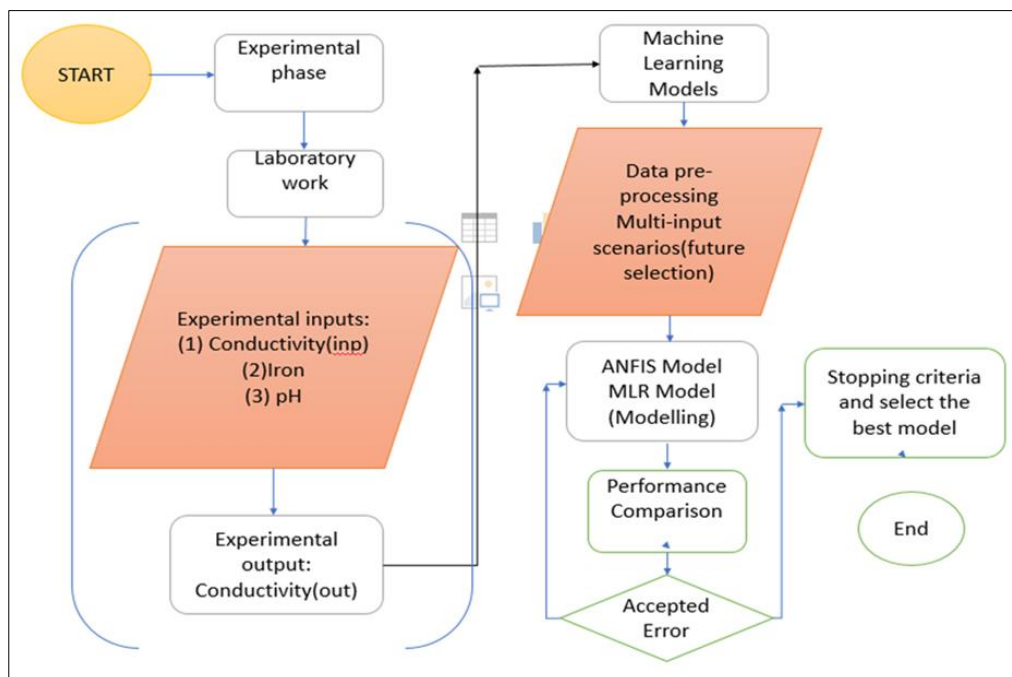 START
Experimental
phase
Laboratory
work
Experimental inputs:
(1) Conductivity(inp)
(2)Iron
(3) pH
Experimental
output:
Conductivity(out)
Machine
Learning
Models
Data pre-
processing
Multi-input
scenarios(future
selection)
ANFIS Model
MLR Model
(Modelling)
Performance
Comparison
Accepted
Error
Stopping criteria
and select the
best model
End